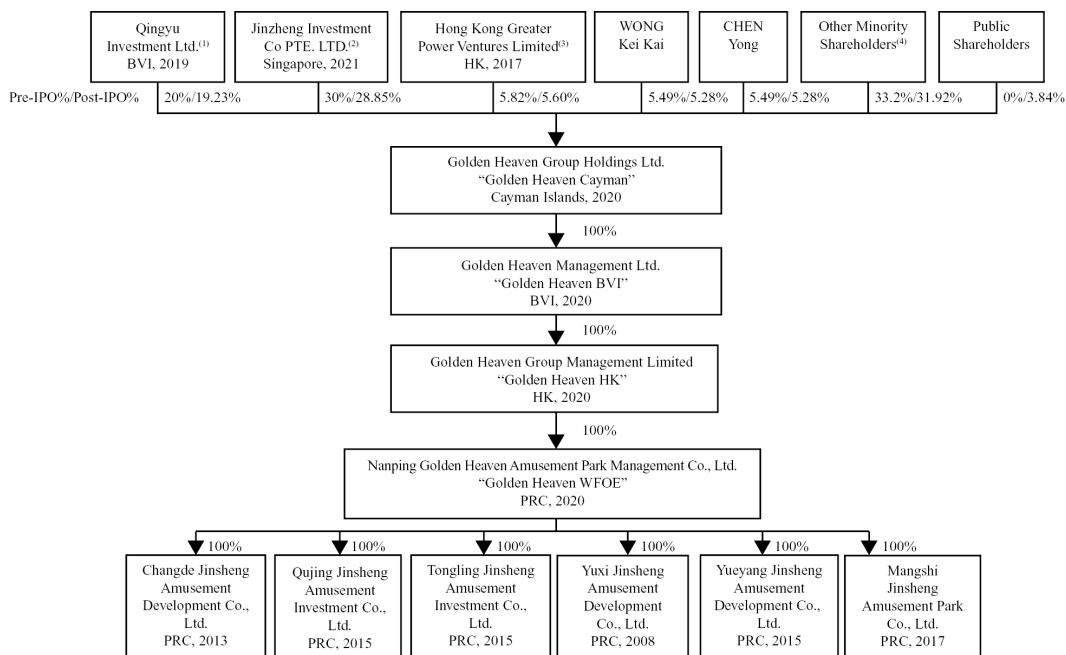 Qingyu
Investment Ltd.(1)
BVI, 2019
Jinzheng Investment
Co PTE. LTD.(2)
Singapore, 2021
Hong Kong Greater
Power Ventures Limited(3)
HK, 2017
WONG
Kei Kai
CHEN
Yong
Other Minority
Shareholders(4)
Public
Shareholders
Pre-IPO%/Post-IPO%
20%/19.23%
30%/28.85%
5.82%/5.60%
5.49%/5.28%
5.49%/5.28%
33.2%/31.92%
0%/3.84%
Golden Heaven Group Holdings Ltd.
“Golden Heaven Cayman”
Cayman Islands, 2020
100%
Golden Heaven Management Ltd.
“Golden Heaven BVI”
BVI, 2020
100%
Golden Heaven Group Management Limited
“Golden Heaven HK”
HK, 2020
100%
Nanping Golden Heaven Amusement Park Management Co., Ltd.
“Golden Heaven WFOE”
PRC, 2020
100%
100%
100%
100%
100%
100%
Changde Jinsheng
Amusement
Development Co.,
Ltd.
PRC, 2013
Qujing Jinsheng
Amusement
Investment Co.,
Ltd.
PRC, 2015
Tongling Jinsheng
Amusement
Investment Co.,
Ltd.
PRC, 2015
Yuxi Jinsheng
Amusement
Development
Co., Ltd.
PRC, 2008
Yueyang Jinsheng
Amusement
Development Co.,
Ltd.
PRC, 2015
Mangshi
Jinsheng
Amusement Park
Co., Ltd.
PRC, 2017